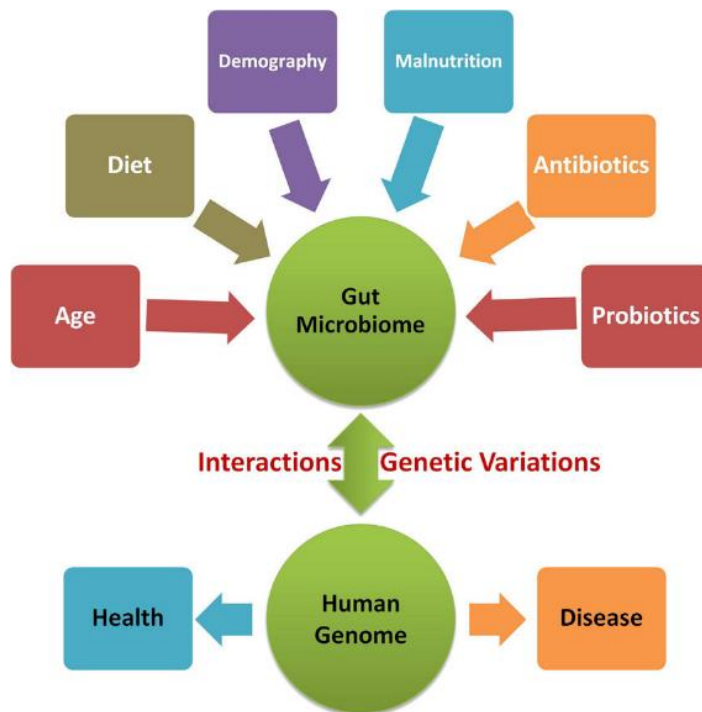 Demography
Malnutrition
Diet
Antibiotics
Age
Gut
Microbiome
Probiotics
Interactions
Genetic Variations
Health
Human
Genome
Disease